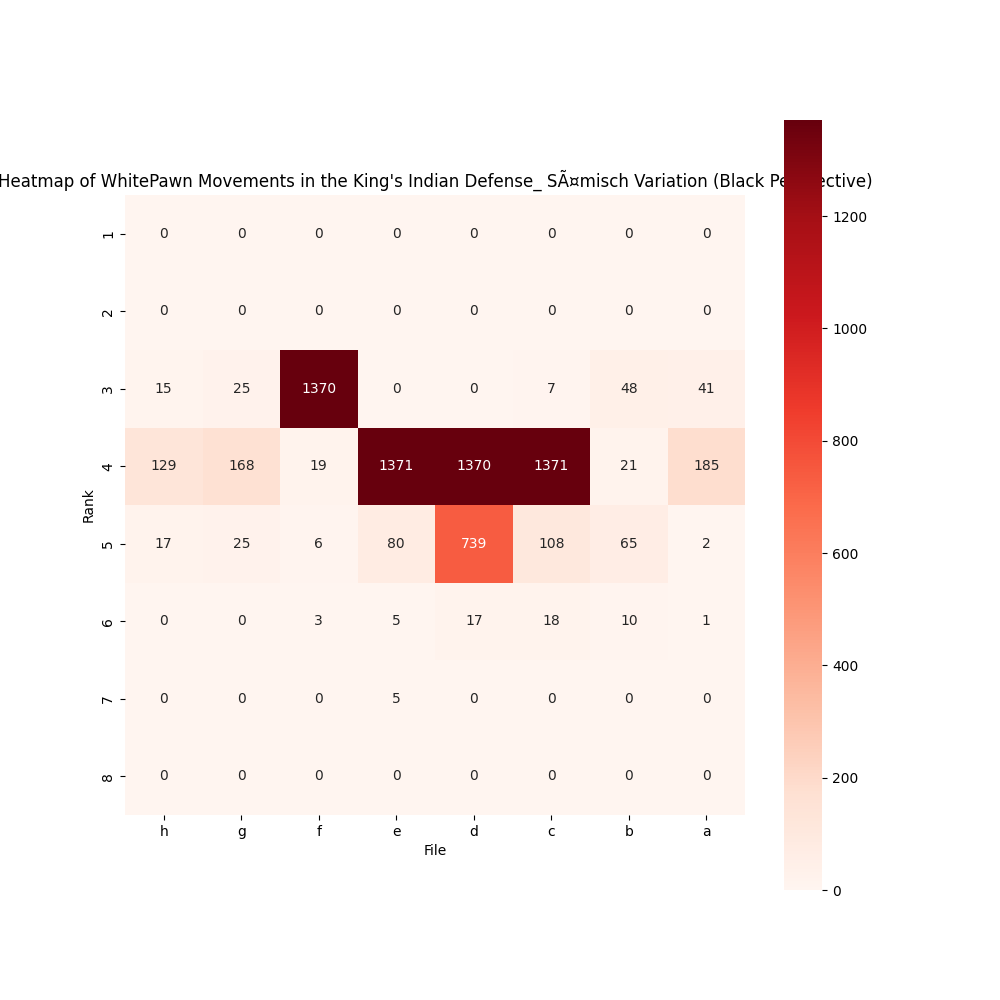 Heatmap of WhitePawn Movements in the King's Indian Defense_ SÃ¤misch Variation (Black Perspective)
1 0 0 0 0 0 0 0 0
2 0 0 0 0 0 0 0 0
3 15 25 1370 0 0 7 48 41
4 129 168 19 1371 1370 1371 21 185
5 17 25 6 80 739 108 65 2
6 0 0 3 5 17 18 10 1
7 0 0 0 5 0 0 0 0
8 0 0 0 0 0 0 0 0
h g f e d c b a
File
Rank
1200
1000
800
600
400
200
0